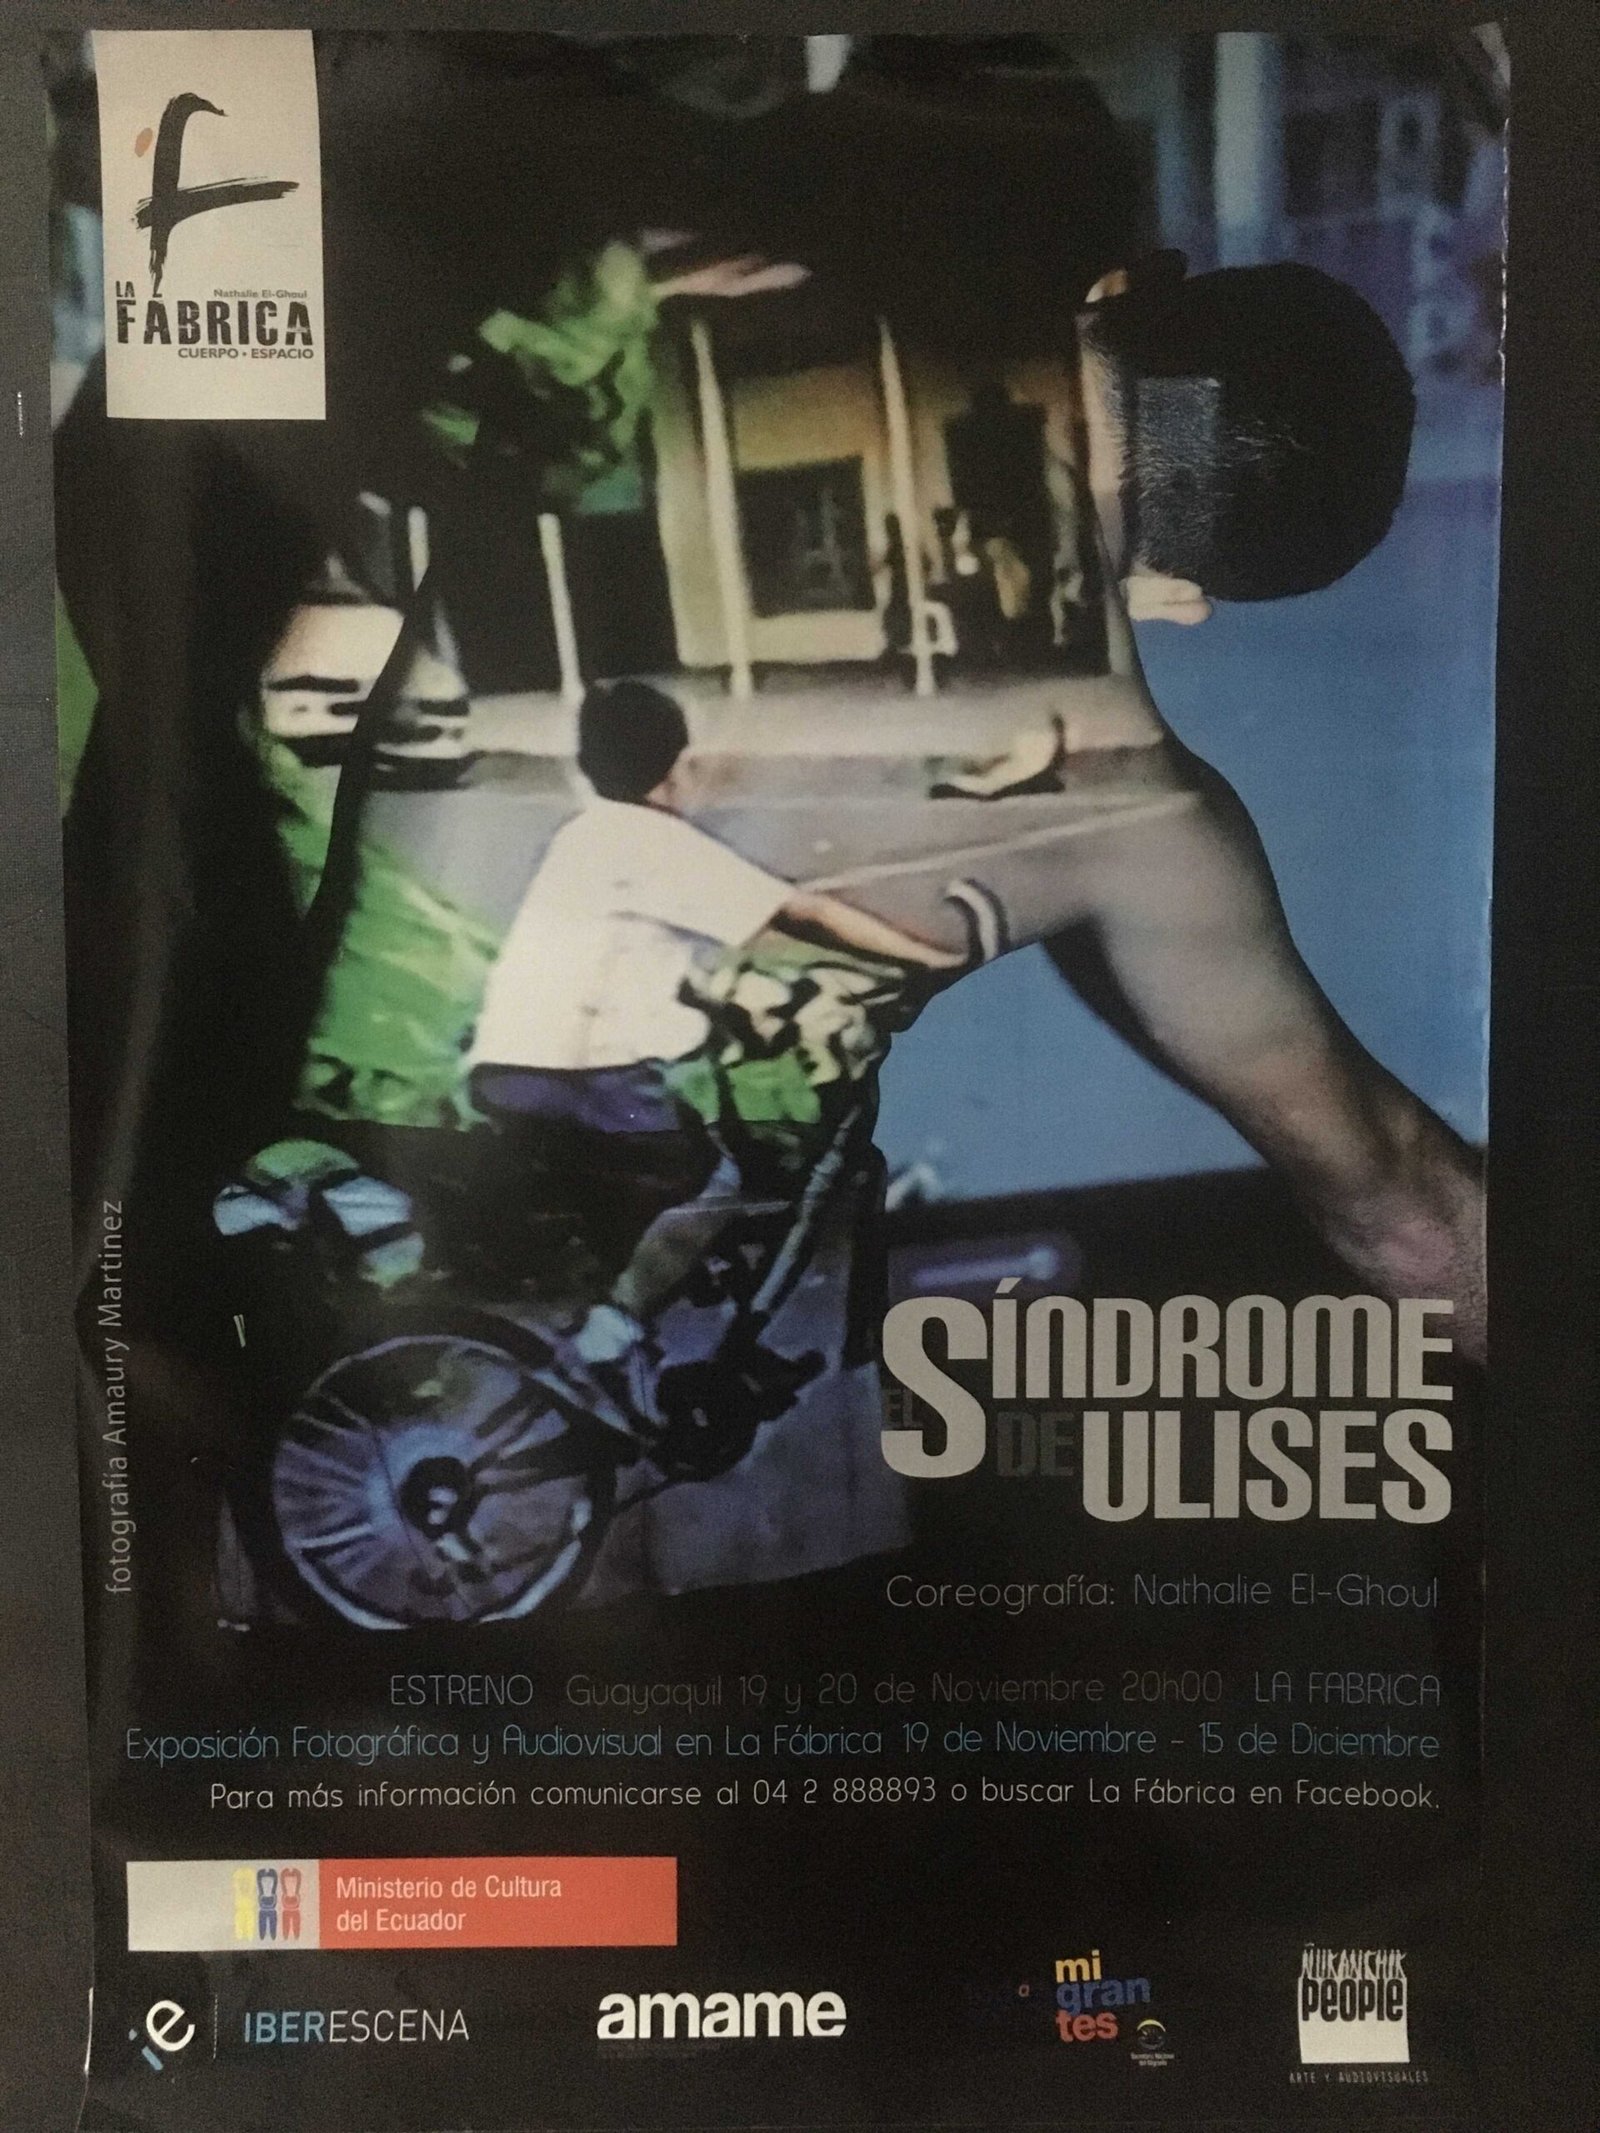 LA
Nathalie El-Ghoul
FÁBRICA
CUERPO • ESPACIO
fotografía Amaury Martinez
EL SÍNDROME
DE ULISES
Coreografía: Nathalie El-Ghoul
ESTRENO Guayaquil 19 y 20 de Noviembre 20h00 LA FABRICA
Exposición Fotográfica y Audiovisual en La Fábrica 19 de Noviembre - 15 de Diciembre
Para más información comunicarse al 04 2 888893 o buscar La Fábrica en Facebook.
Ministerio de Cultura
del Ecuador
ie IBERESCENA
amame
mi
gran
tes
ÑUKANCHIK
PEOPLE
ARTE Y AUDIOVISUALES